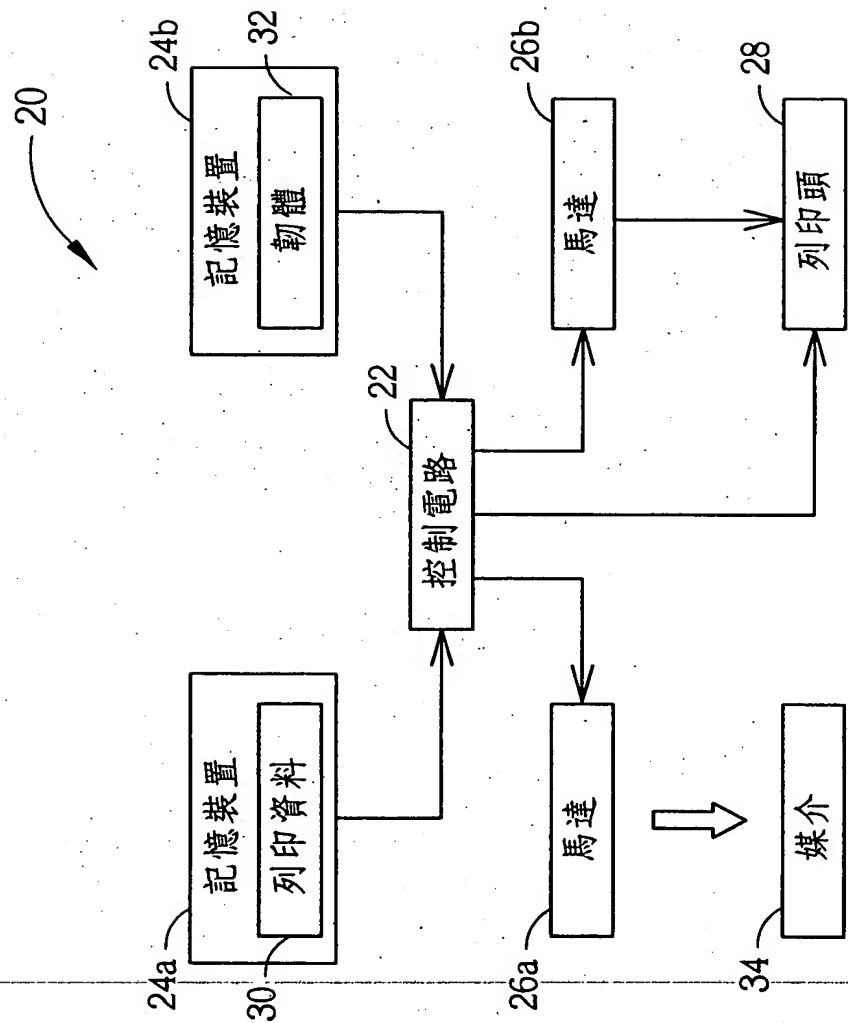 20
24a
記憶裝置
列印資料
30
24b
記憶裝置
韌體
32
控制電路
22
26a
馬達
26b
馬達
34
媒介
列印頭
28